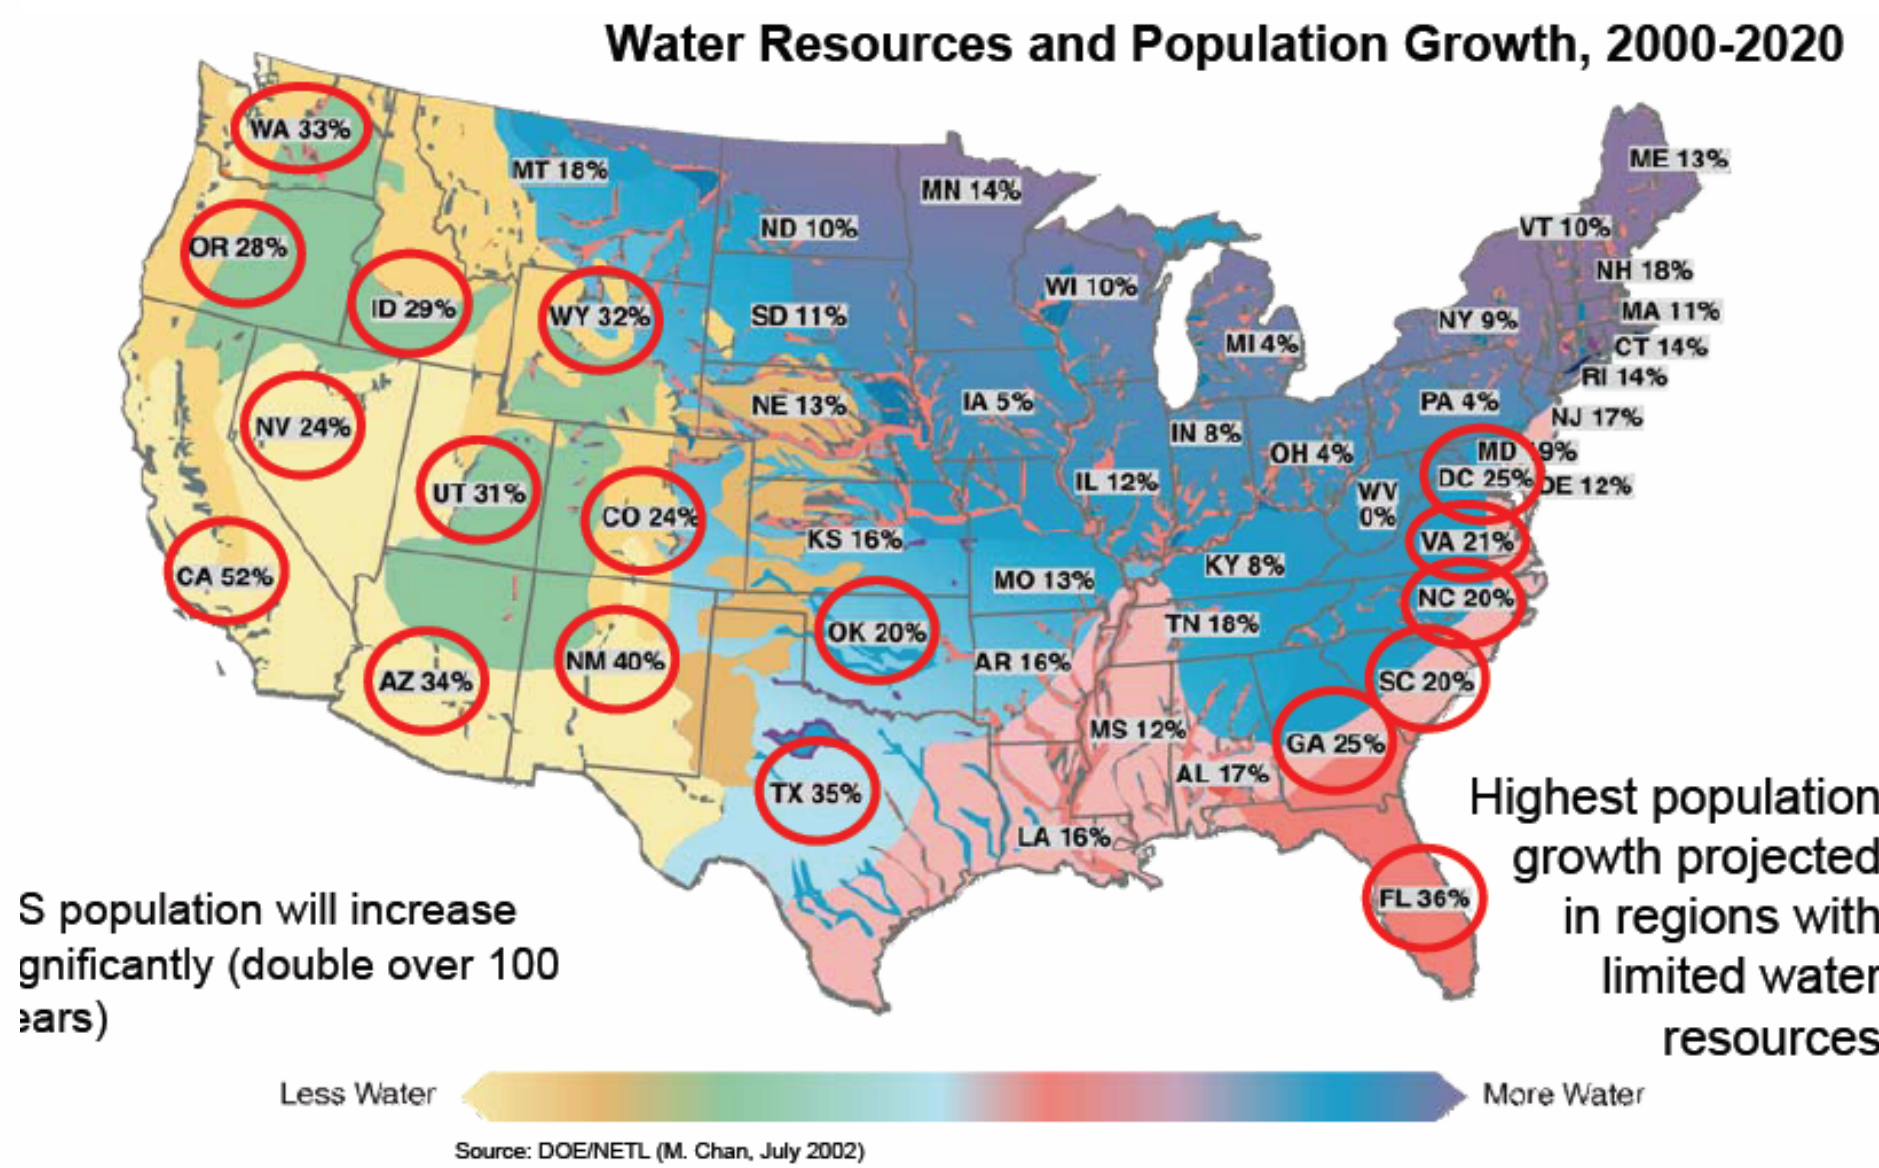 Water Resources and Population Growth, 2000-2020
WA 33%
MT 18%
ND 10%
MN 14%
ME 13%
VT 10%
NH 18%
OR 28%
ID 29%
WY 32%
SD 11%
WI 10%
MI 4%
NY 9%
MA 11%
CT 14%
RI 14%
NV 24%
NE 13%
IA 5%
IN 8%
OH 4%
PA 4%
NJ 17%
MD 9%
UT 31%
CO 24%
IL 12%
WV
0%
DC 25%
DE 12%
CA 52%
KS 16%
MO 13%
KY 8%
VA 21%
NC 20%
AZ 34%
NM 40%
OK 20%
AR 16%
TN 18%
SC 20%
TX 35%
MS 12%
AL 17%
GA 25%
LA 16%
FL 36%
Highest population
growth projected
in regions with
limited water
resources
S population will increase
gnificantly (double over 100
ears)
Less Water
More Water
Source: DOE/NETL (M. Chan, July 2002)